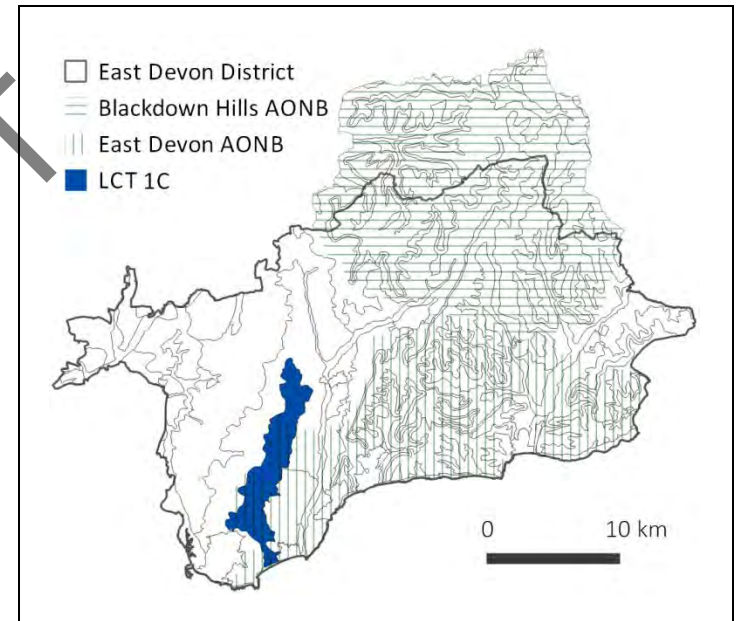 East Devon District
Blackdown Hills AONB
East Devon AONB
LCT 1C
0 10 km